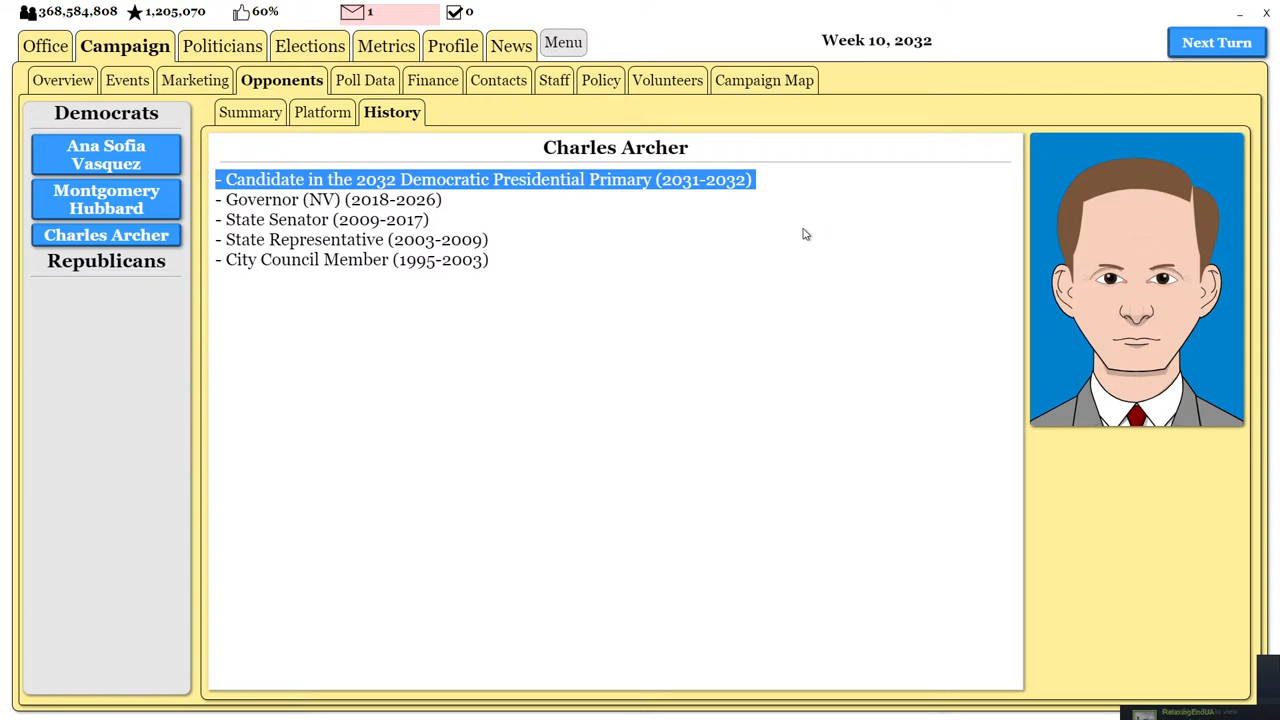 368,584,808 1,205,070 60% 1 0
_ X
Office Campaign Politicians Elections Metrics Profile News Menu
Week 10, 2032
Next Turn
Overview Events Marketing Opponents Poll Data Finance Contacts Staff Policy Volunteers Campaign Map
Democrats
Ana Sofia
Vasquez
Montgomery
Hubbard
Charles Archer
Republicans
Summary Platform History
Charles Archer
- Candidate in the 2032 Democratic Presidential Primary (2031-2032)
- Governor (NV) (2018-2026)
- State Senator (2009-2017)
- State Representative (2003-2009)
- City Council Member (1995-2003)
RelaxingEndUA